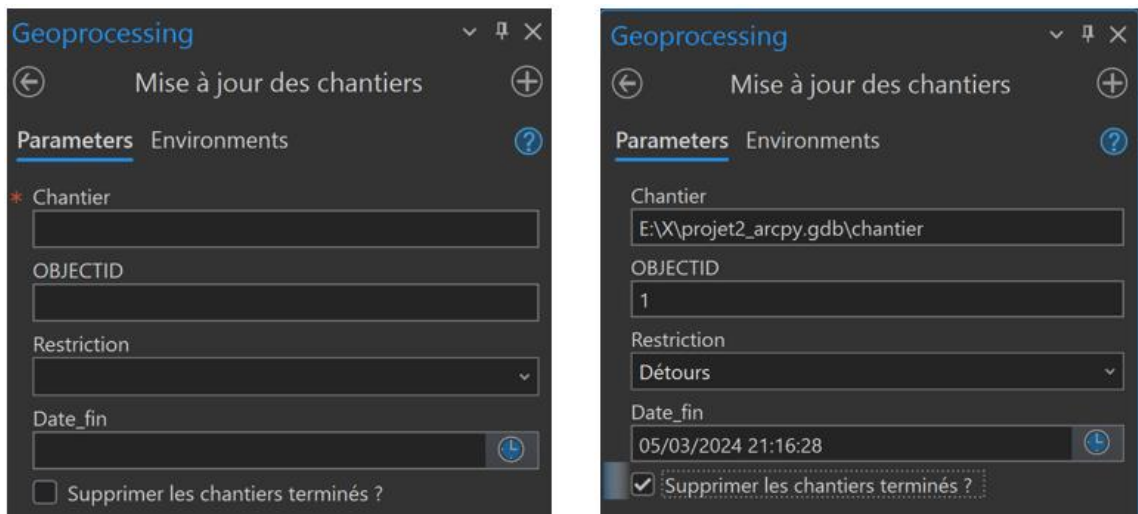 Geoprocessing
Mise à jour des chantiers
Parameters Environments
?
* Chantier
OBJECTID
Restriction
Date_fin
Supprimer les chantiers terminés ?
Geoprocessing
Mise à jour des chantiers
Parameters Environments
?
Chantier
E:\X\projet2_arcpy.gdb\chantier
OBJECTID
1
Restriction
Détours
Date_fin
05/03/2024 21:16:28
Supprimer les chantiers terminés ?